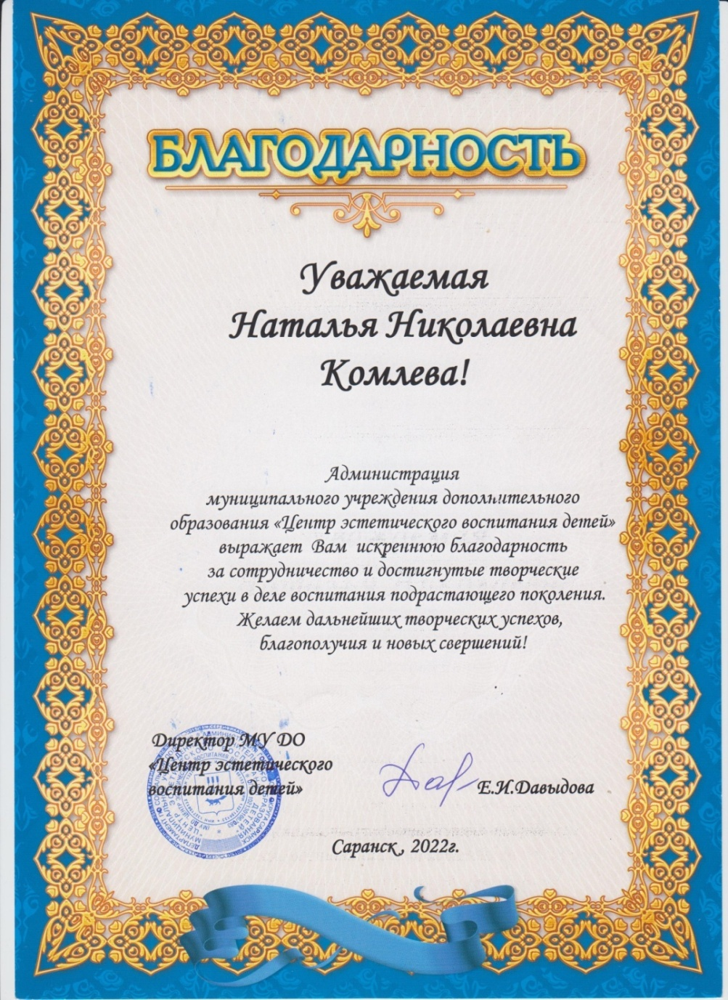 БЛАГОДАРНОСТЬ
Уважаемая
Наталья Николаевна
Комлева!
Администрация
муниципального учреждения дополнительного
образования «Центр эстетического воспитания детей»
выражает Вам искреннюю благодарность
за сотрудничество и достигнутые творческие
успехи в деле воспитания подрастающего поколения.
Желаем дальнейших творческих успехов,
благополучия и новых свершений!
Директор МУ ДО
«Центр эстетического
воспитания детей»
Е.И.Давыдова
Саранск, 2022г.